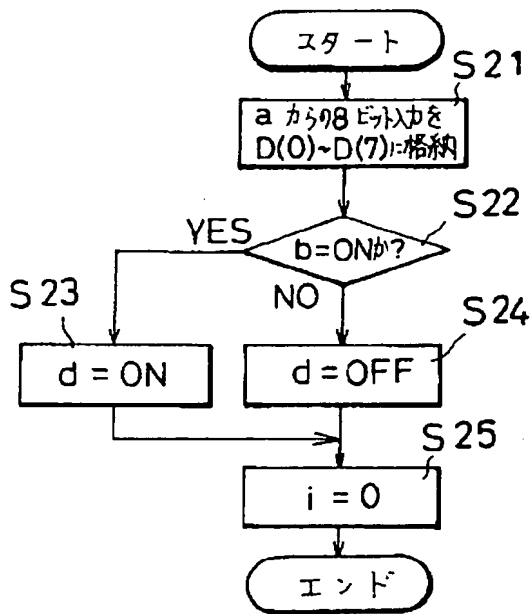 スタート
S21
a からの8 ビット入力を
D(0)~D(7)に格納
S22
b=ONか?
YES
NO
S23
d=ON
S24
d=OFF
S25
i=0
エンド